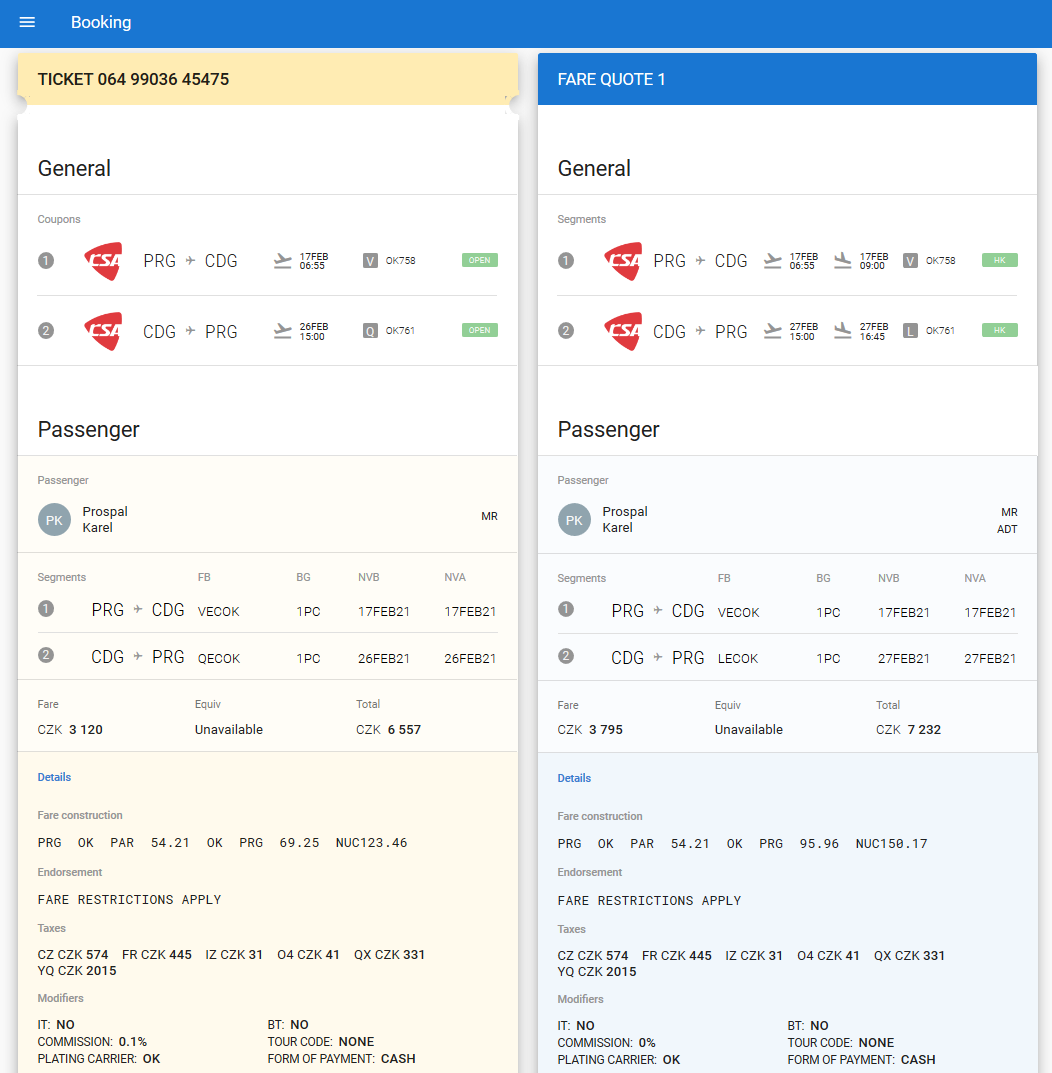 Booking
TICKET 064 99036 45475
General
Coupons
1 CSA PRG CDG 17FEB 06:55 V OK758 OPEN
2 CSA CDG PRG 26FEB 15:00 Q OK761 OPEN
Passenger
Passenger
PK Prospal MR
Karel
Segments FB BG NVB NVA
1 PRG CDG VECOK 1PC 17FEB21 17FEB21
2 CDG PRG QECOK 1PC 26FEB21 26FEB21
Fare Equiv Total
CZK 3 120 Unavailable CZK 6 557
Details
Fare construction
PRG OK PAR 54.21 OK PRG 69.25 NUC123.46
Endorsement
FARE RESTRICTIONS APPLY
Taxes
CZ CZK 574 FR CZK 445 IZ CZK 31 O4 CZK 41 QX CZK 331
YQ CZK 2015
Modifiers
IT: NO BT: NO
COMMISSION: 0.1% TOUR CODE: NONE
PLATING CARRIER: OK FORM OF PAYMENT: CASH
FARE QUOTE 1
General
Segments
1 CSA PRG CDG 17FEB 06:55 17FEB 09:00 V OK758 HK
2 CSA CDG PRG 27FEB 15:00 27FEB 16:45 L OK761 HK
Passenger
Passenger
PK Prospal MR
Karel ADT
Segments FB BG NVB NVA
1 PRG CDG VECOK 1PC 17FEB21 17FEB21
2 CDG PRG LECOK 1PC 27FEB21 27FEB21
Fare Equiv Total
CZK 3 795 Unavailable CZK 7 232
Details
Fare construction
PRG OK PAR 54.21 OK PRG 95.96 NUC150.17
Endorsement
FARE RESTRICTIONS APPLY
Taxes
CZ CZK 574 FR CZK 445 IZ CZK 31 O4 CZK 41 QX CZK 331
YQ CZK 2015
Modifiers
IT: NO BT: NO
COMMISSION: 0% TOUR CODE: NONE
PLATING CARRIER: OK FORM OF PAYMENT: CASH